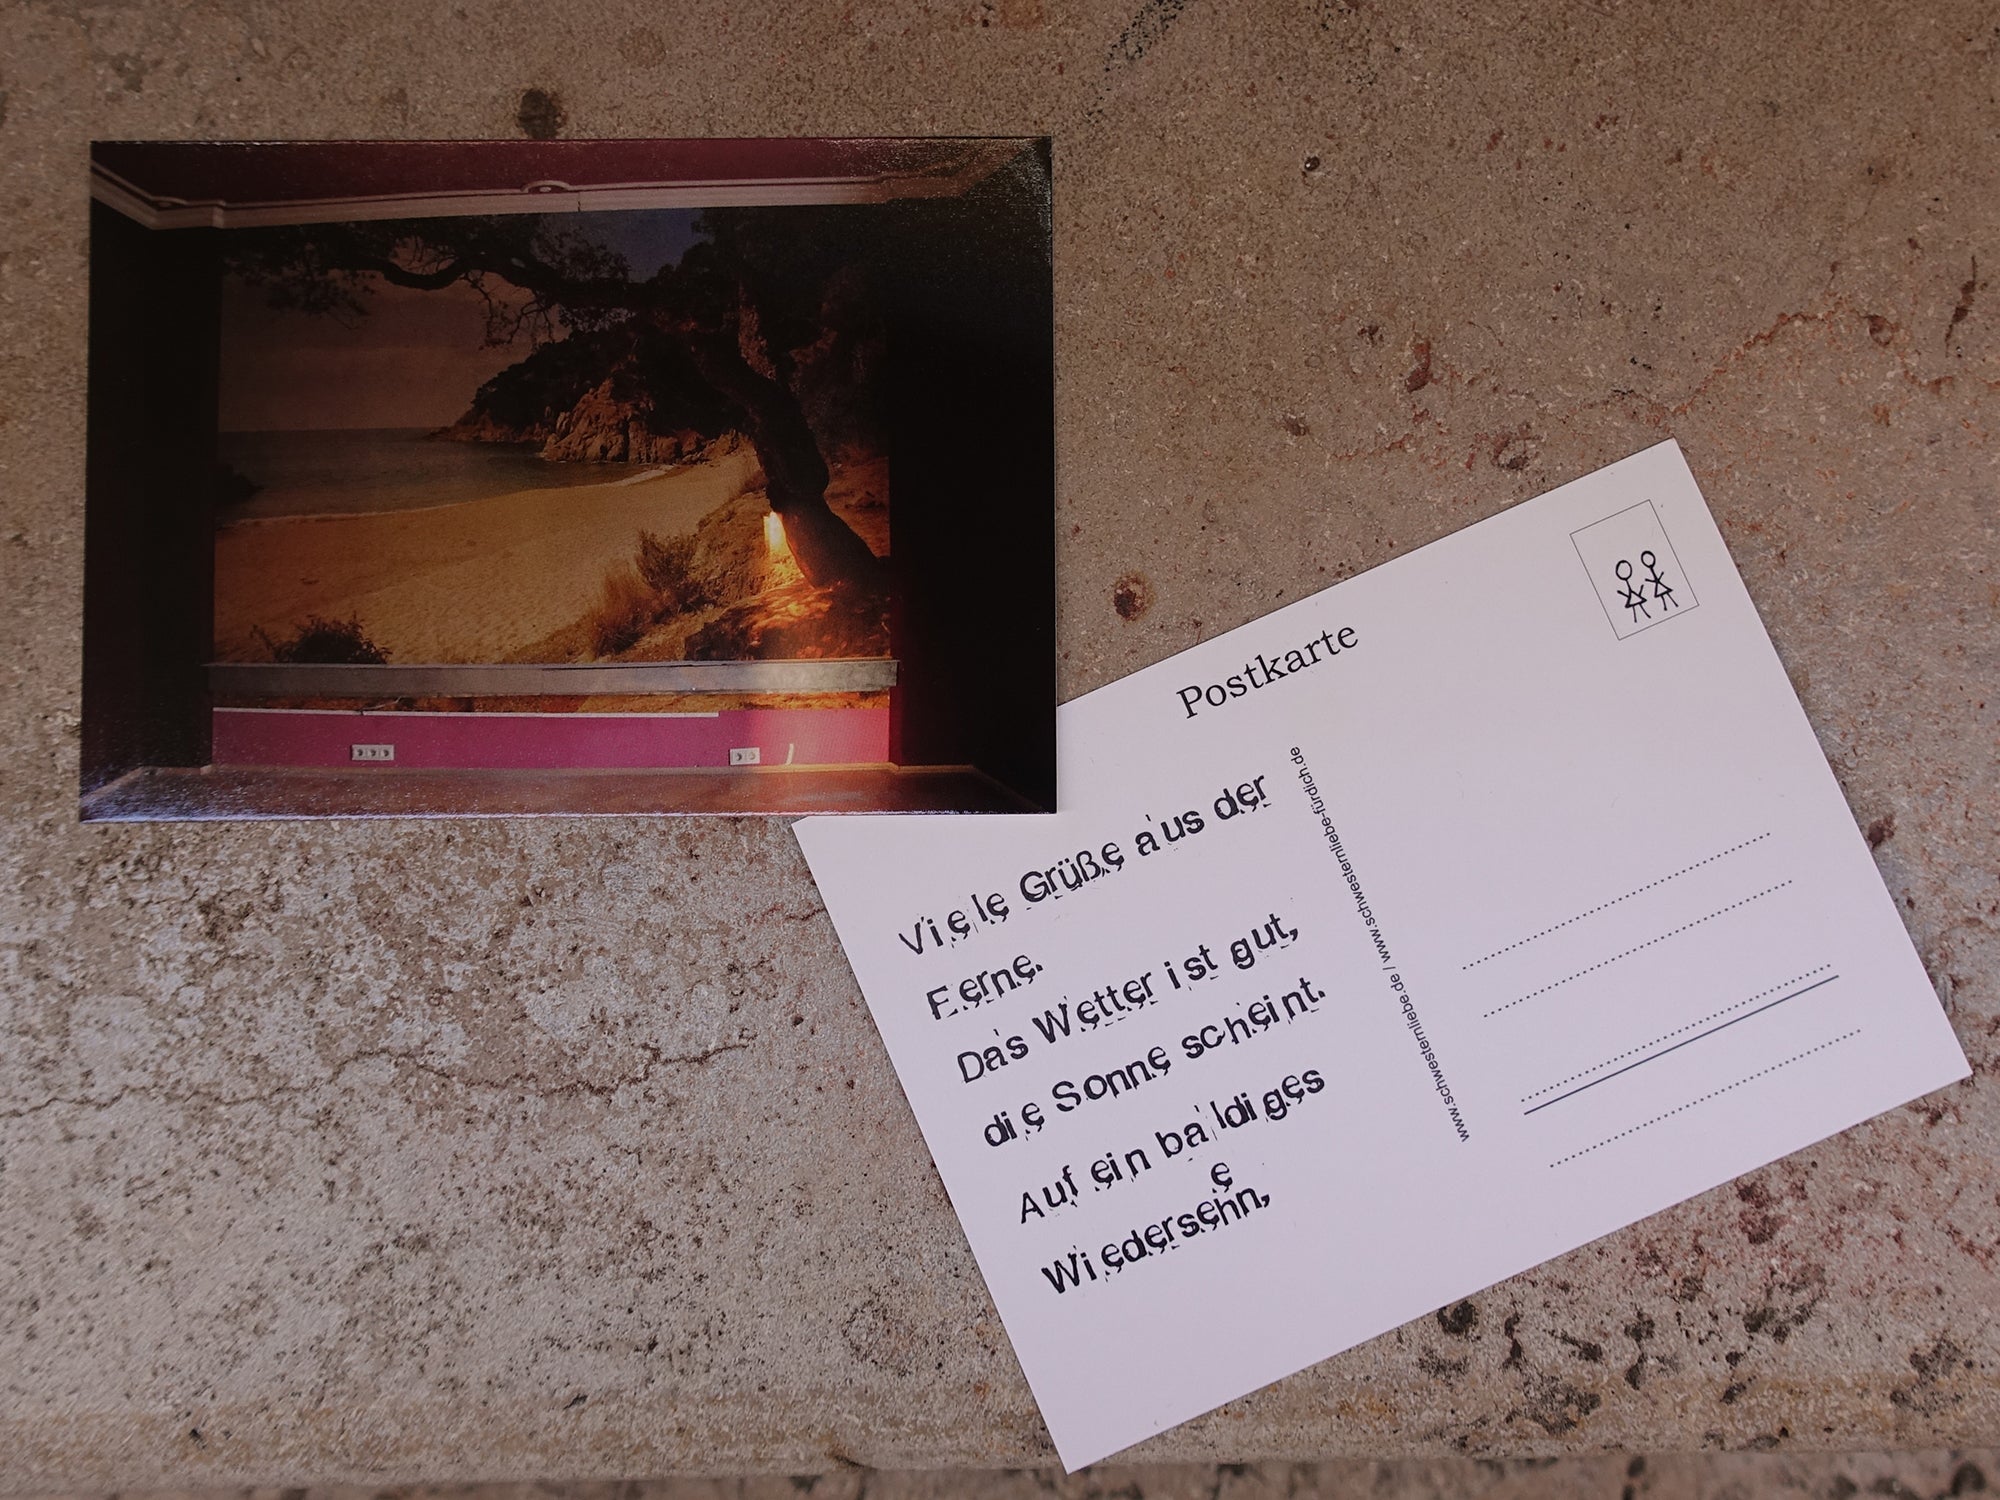 Postkarte
Viele Grüße aus der
Ferne.
Das Wetter ist gut,
die Sonne scheint.
Auf ein baldiges
e
Wiedersehn,
www.schwesternliebe.de / www.schwesternliebe-fürdich.de